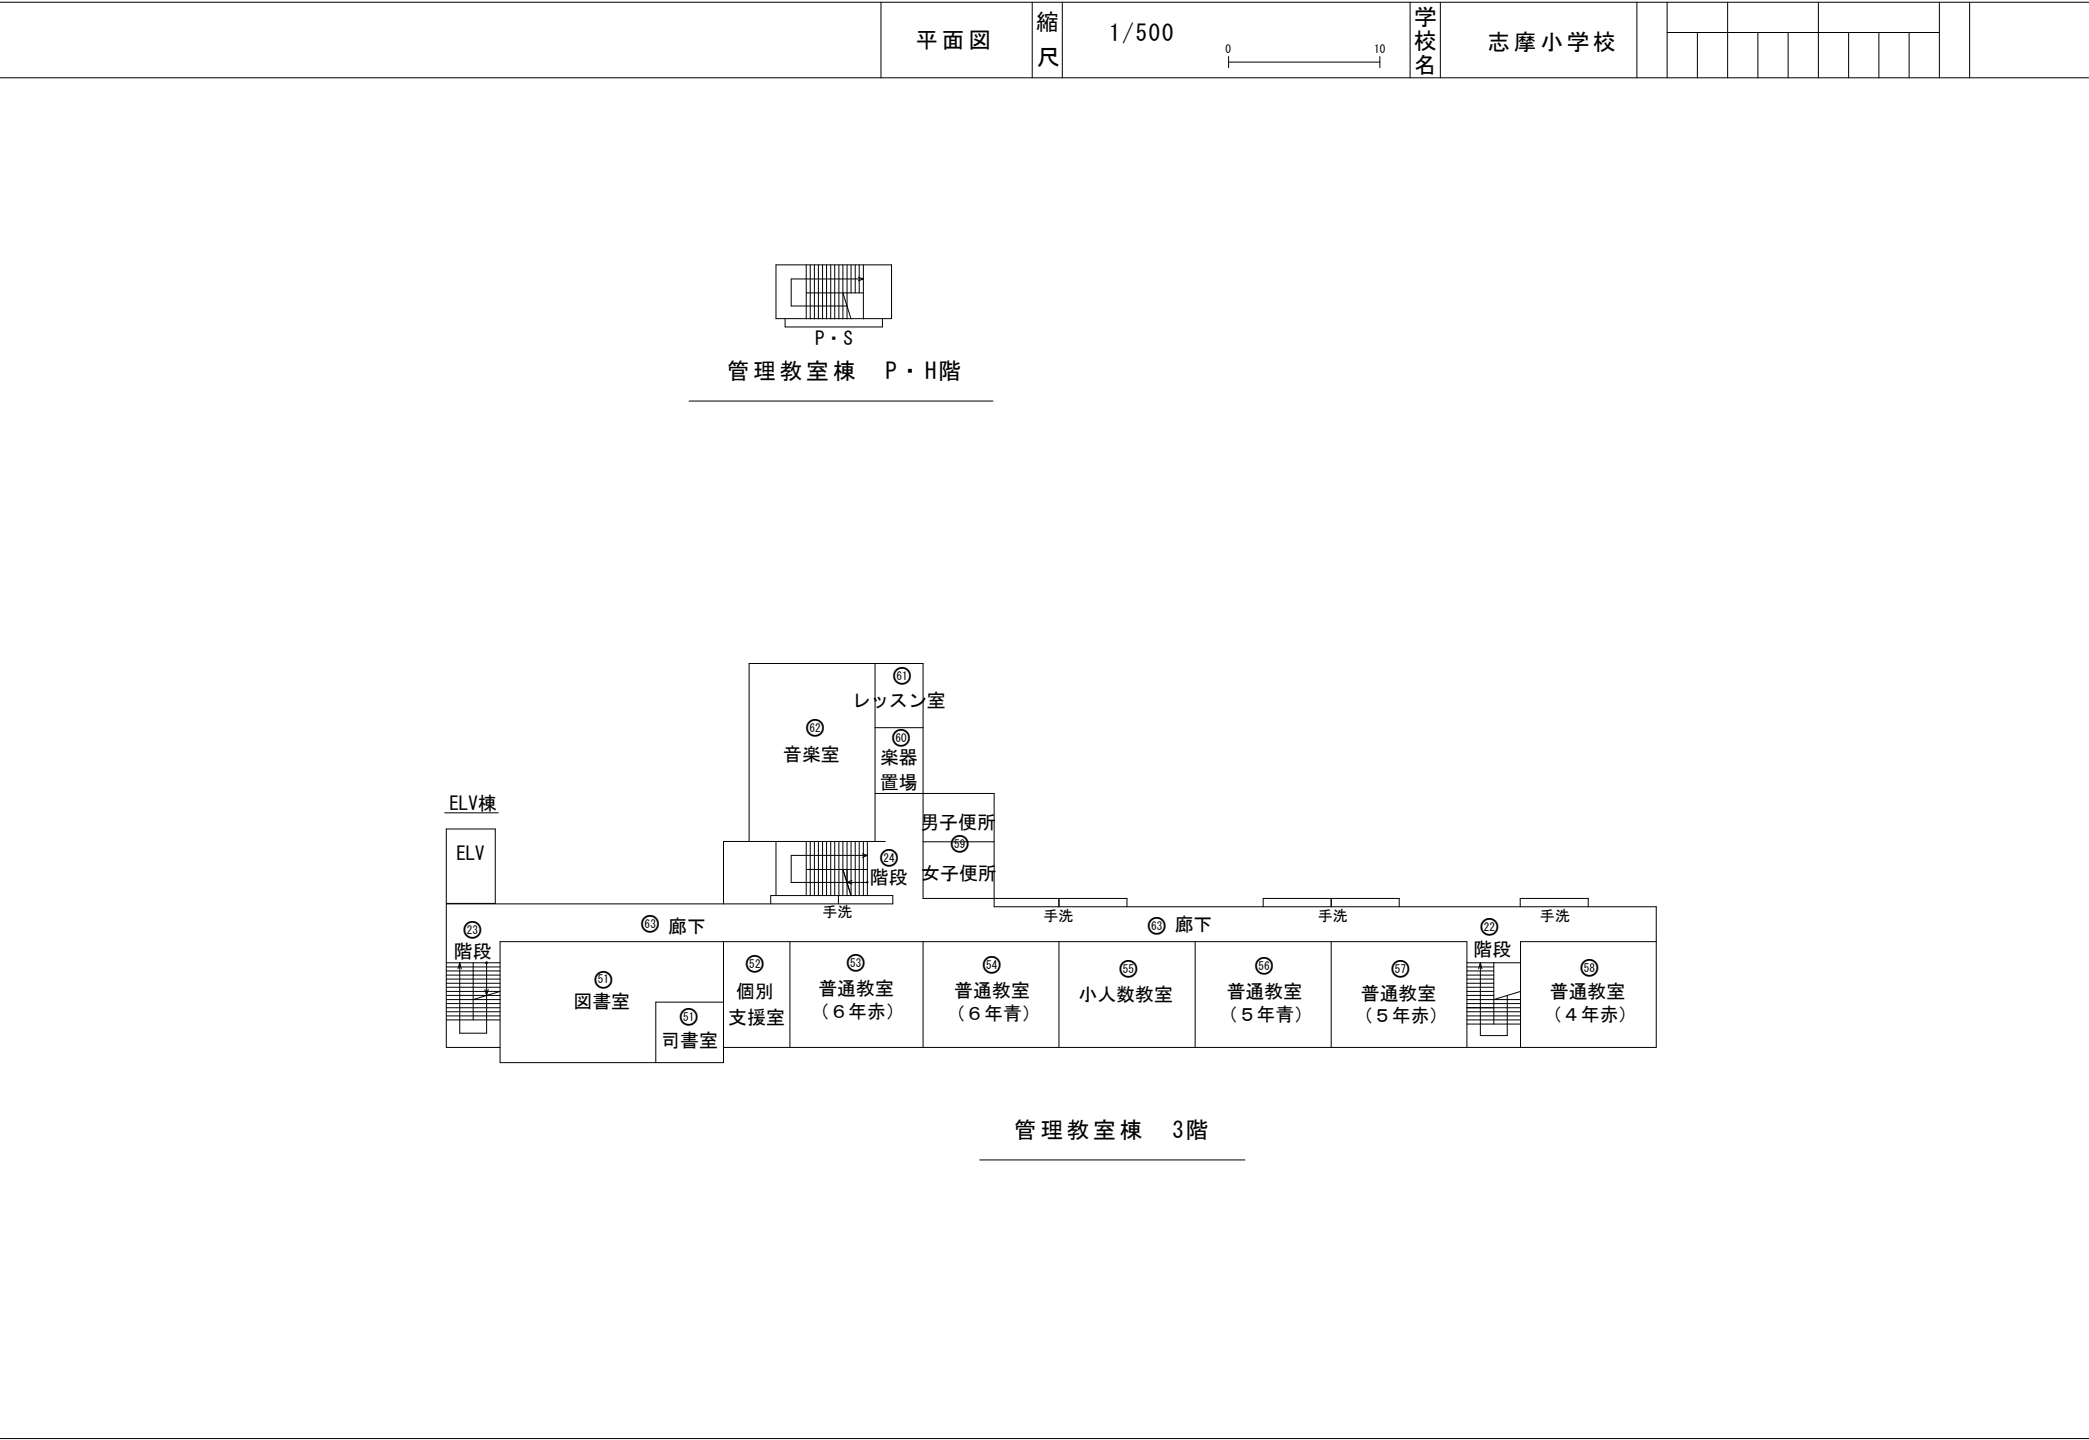 平面図
縮尺
1/500
0 10
学校名
志摩小学校
P・S
管理教室棟　P・H階
61
レッスン室
62
音楽室
60
楽器
置場
ELV棟
ELV
男子便所
59
女子便所
24
階段
手洗
手洗
手洗
手洗
63 廊下
63 廊下
23
階段
22
階段
51
図書室
51
司書室
52
個別
支援室
53
普通教室
(６年赤)
54
普通教室
(６年青)
55
小人数教室
56
普通教室
(５年青)
57
普通教室
(５年赤)
58
普通教室
(４年赤)
管理教室棟　3階